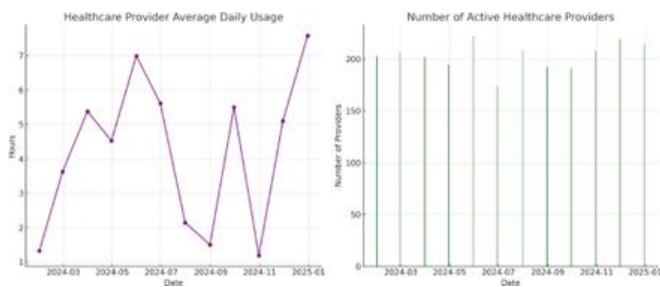 Healthcare Provider Average Daily Usage
7
6
5
4
3
2
1
Hours
2024-03 2024-05 2024-07 2024-09 2024-11 2025-01
Date
Number of Active Healthcare Providers
200
150
100
50
0
Number of Providers
2024-03 2024-05 2024-07 2024-09 2024-11 2025-01
Date